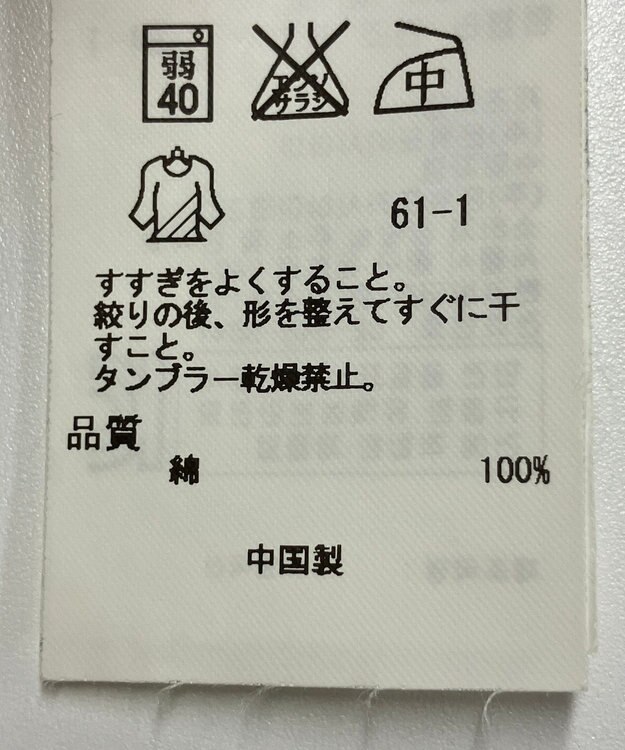 弱
40
エンソ
サラシ
中
61-1
すすぎをよくすること。
絞りの後、形を整えてすぐに干
すこと。
タンブラー乾燥禁止。
品質
綿 100%
中国製